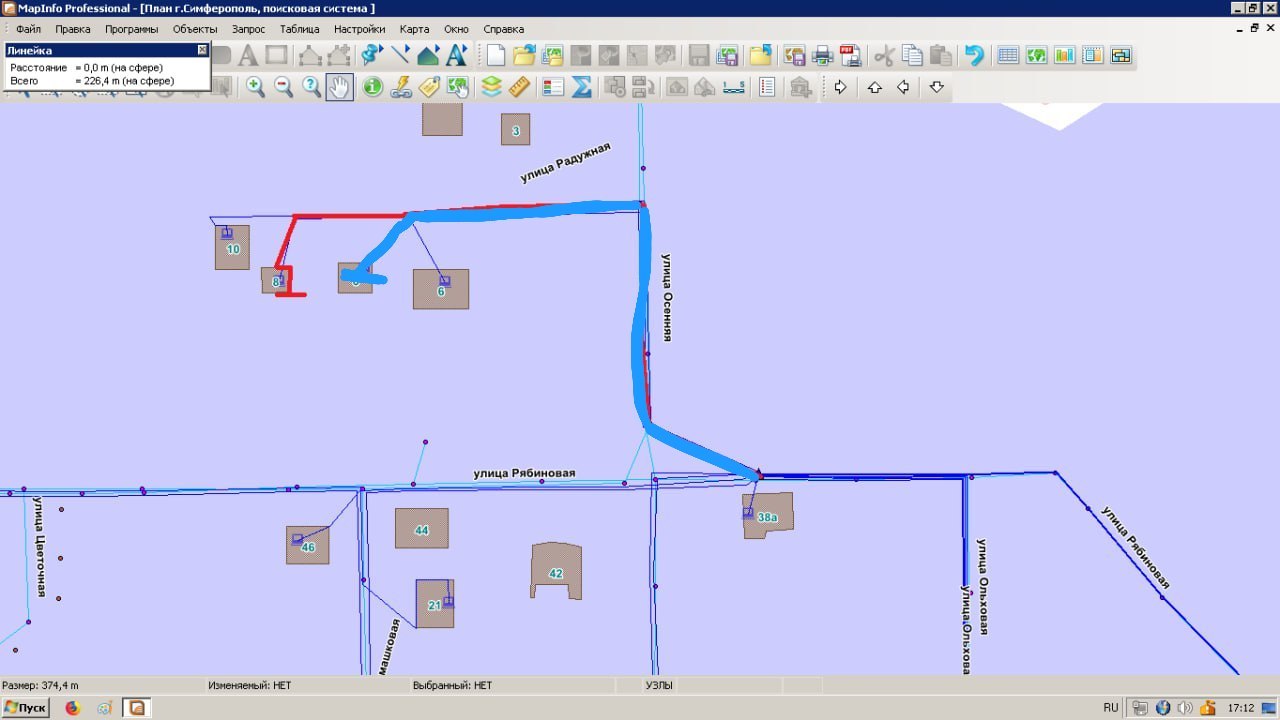 MapInfo Professional - [План г.Симферополь, поисковая система ]
Файл Правка Программы Объекты Запрос Таблица Настройки Карта Окно Справка
Линейка
Расстояние = 0,0 m (на сфере)
Всего = 226,4 m (на сфере)
3
улица Радужная
10
8
6
улица Осенняя
улица Рябиновая
38а
44
46
42
21
улица Цветочная
машковая
улица Рябиновая
улица Ольховая
улица Ольхова
Размер: 374,4 m Изменяемый: НЕТ Выбранный: НЕТ УЗЛЫ
Пуск RU 17:12